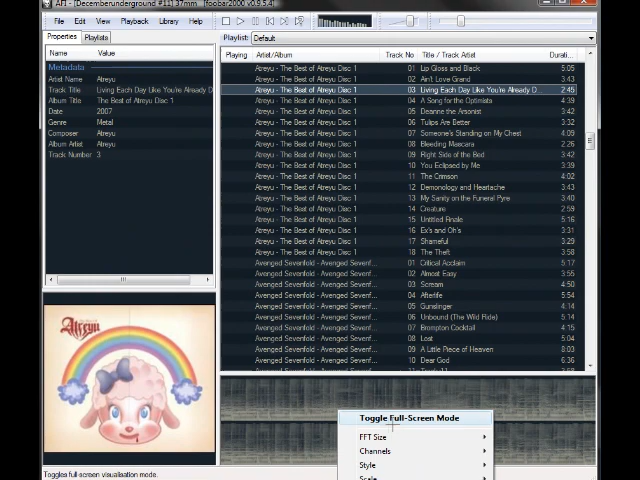 AFI - [Decemberunderground #11] 37mm [foobar2000 v0.9.5.4]
File Edit View Playback Library Help
Properties Playlists
Name Value
Metadata
Artist Name Atreyu
Track Title Living Each Day Like You're Already D
Album Title The Best of Atreyu Disc 1
Date 2007
Genre Metal
Composer Atreyu
Album Artist Atreyu
Track Number 3
Atreyu
Playlist: Default
Playing Artist/Album Track No Title / Track Artist Durati...
Atreyu - The Best of Atreyu Disc 1 01 Lip Gloss and Black 5:05
Atreyu - The Best of Atreyu Disc 1 02 Ain't Love Grand 3:43
Atreyu - The Best of Atreyu Disc 1 03 Living Each Day Like You're Already D... 2:45
Atreyu - The Best of Atreyu Disc 1 04 A Song for the Optimists 4:39
Atreyu - The Best of Atreyu Disc 1 05 Deanne the Arsonist 3:42
Atreyu - The Best of Atreyu Disc 1 06 Tulips Are Better 3:32
Atreyu - The Best of Atreyu Disc 1 07 Someone's Standing on My Chest 4:09
Atreyu - The Best of Atreyu Disc 1 08 Bleeding Mascara 2:26
Atreyu - The Best of Atreyu Disc 1 09 Right Side of the Bed 3:42
Atreyu - The Best of Atreyu Disc 1 10 You Eclipsed by Me 3:39
Atreyu - The Best of Atreyu Disc 1 11 The Crimson 4:02
Atreyu - The Best of Atreyu Disc 1 12 Demonology and Heartache 3:43
Atreyu - The Best of Atreyu Disc 1 13 My Sanity on the Funeral Pyre 3:40
Atreyu - The Best of Atreyu Disc 1 14 Creature 2:59
Atreyu - The Best of Atreyu Disc 1 15 Untitled Finale 5:16
Atreyu - The Best of Atreyu Disc 1 16 Ex's and Oh's 3:31
Atreyu - The Best of Atreyu Disc 1 17 Shameful 3:29
Atreyu - The Best of Atreyu Disc 1 18 The Theft 3:58
Avenged Sevenfold - Avenged Sevenf... 01 Critical Acclaim 5:17
Avenged Sevenfold - Avenged Sevenf... 02 Almost Easy 3:55
Avenged Sevenfold - Avenged Sevenf... 03 Scream 4:50
Avenged Sevenfold - Avenged Sevenf... 04 Afterlife 5:54
Avenged Sevenfold - Avenged Sevenf... 05 Gunslinger 4:14
Avenged Sevenfold - Avenged Sevenf... 06 Unbound (The Wild Ride) 5:14
Avenged Sevenfold - Avenged Sevenf... 07 Brompton Cocktail 4:15
Avenged Sevenfold - Avenged Sevenf... 08 Lost 5:04
Avenged Sevenfold - Avenged Sevenf... 09 A Little Piece of Heaven 8:03
Avenged Sevenfold - Avenged Sevenf... 10 Dear God 6:36
Toggle Full-Screen Mode
FFT Size
Channels
Style
Scale
Toggles full-screen visualisation mode.